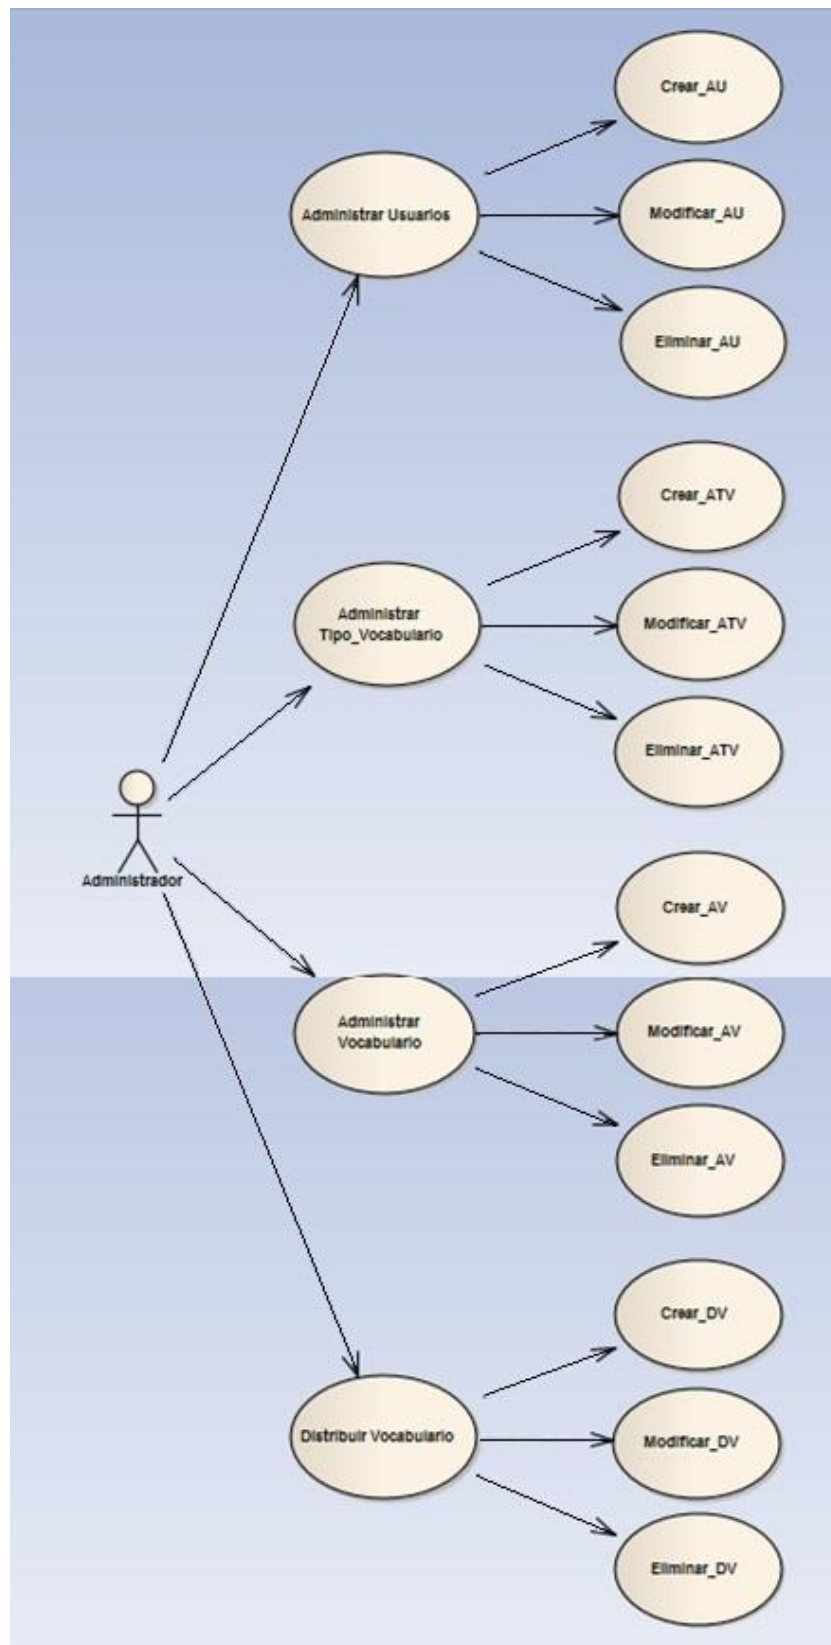 Crear_AU
Administrar Usuarios
Modificar_AU
Eliminar_AU
Crear_ATV
Administrar
Tipo_Vocabulario
Modificar_ATV
Eliminar_ATV
Administrador
Crear_AV
Administrar
Vocabulario
Modificar_AV
Eliminar_AV
Crear_DV
Distribuir Vocabulario
Modificar_DV
Eliminar_DV